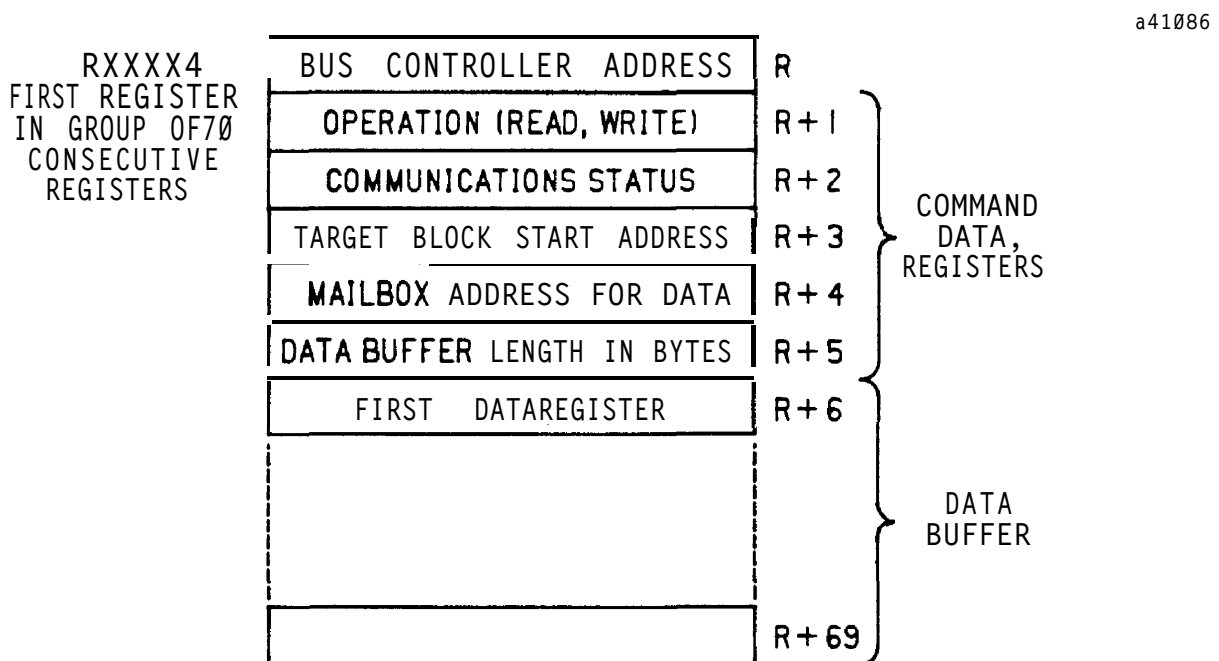 a41086
RXXXX4
FIRST REGISTER
IN GROUP OF70
CONSECUTIVE
REGISTERS
BUS CONTROLLER ADDRESS R
OPERATION (READ, WRITE) R+1
COMMUNICATIONS STATUS R+2
TARGET BLOCK START ADDRESS R+3
MAILBOX ADDRESS FOR DATA R+4
DATA BUFFER LENGTH IN BYTES R+5
FIRST DATAREGISTER R+6
R+69
COMMAND
DATA,
REGISTERS
DATA
BUFFER